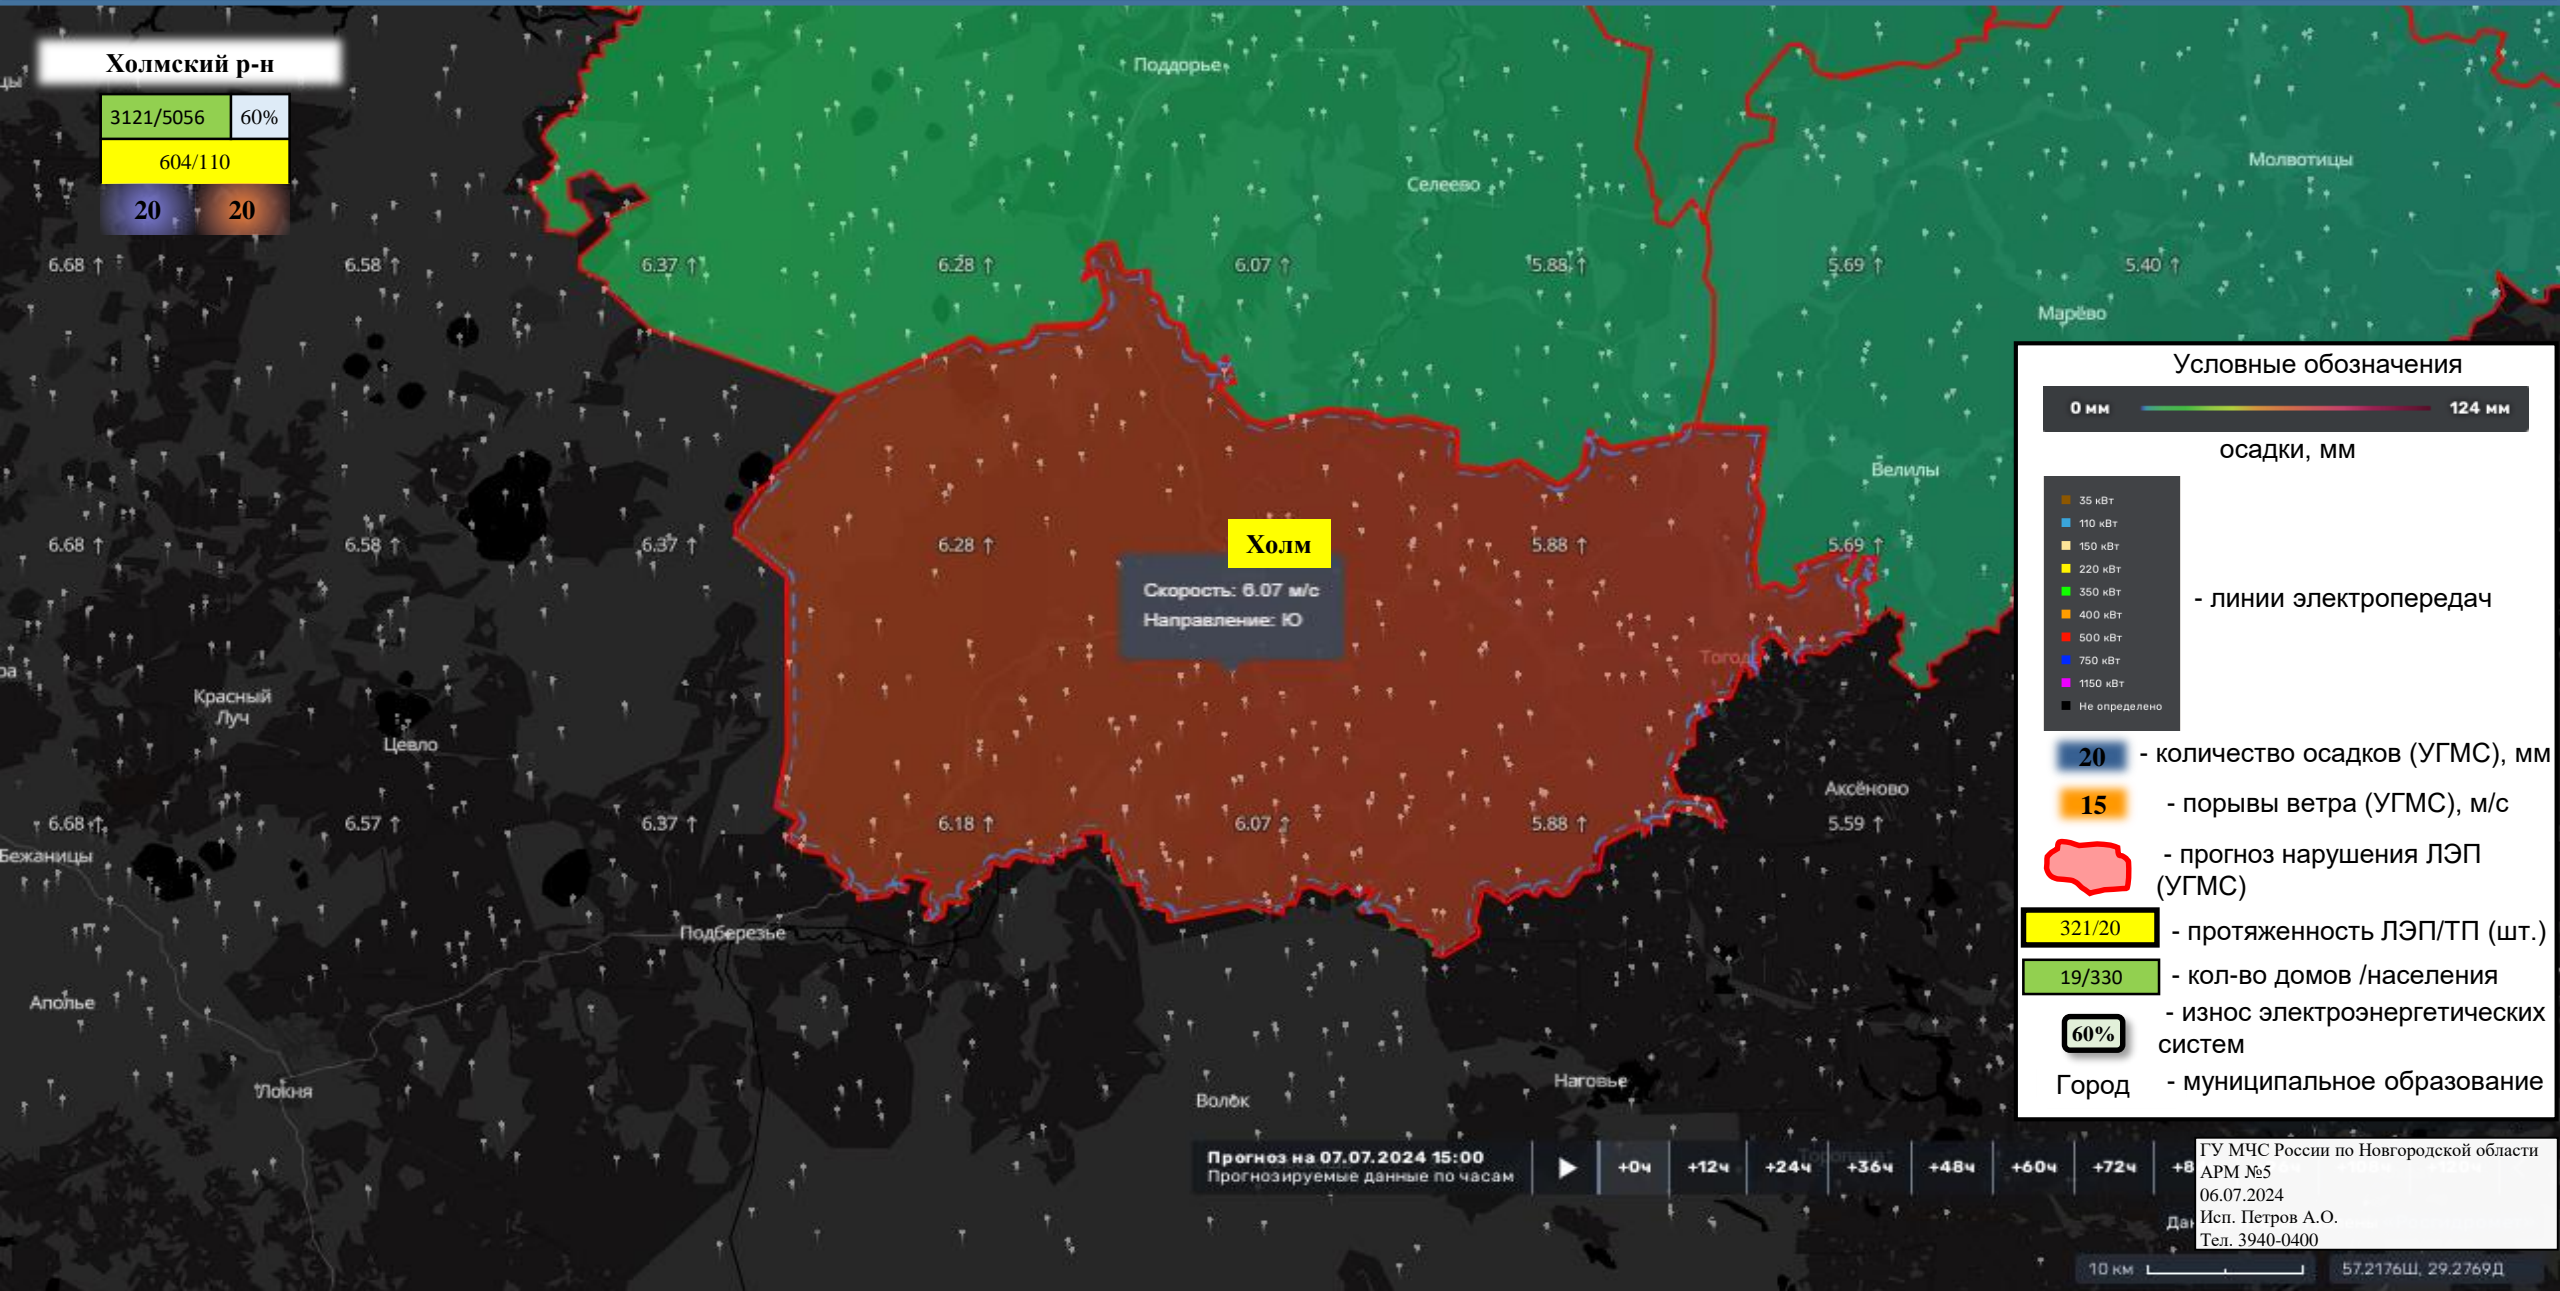 Холмский р-н
3121/5056 60%
604/110
20 20
Поддорье
Молвотицы
Селеево
6.68 ↑ 6.58 ↑ 6.37 ↑ 6.28 ↑ 6.07 ↑ 5.88 ↑ 5.69 ↑ 5.40 ↑
Марёво
Велилы
Холм
6.68 ↑ 6.58 ↑ 6.37 ↑ 6.28 ↑ 5.88 ↑ 5.69 ↑
Скорость: 6.07 м/с
Направление: Ю
Красный
Луч
Цевло
Аксёново
6.68 ↑ 6.57 ↑ 6.37 ↑ 6.18 ↑ 6.07 ↑ 5.88 ↑ 5.59 ↑
Бежаницы
Подберезье
Аполье
Локня
Волок
Наговье
Условные обозначения
0 мм 124 мм
осадки, мм
35 кВт
110 кВт
150 кВт
220 кВт
350 кВт
400 кВт
500 кВт
750 кВт
1150 кВт
Не определено
- линии электропередач
20 - количество осадков (УГМС), мм
15 - порывы ветра (УГМС), м/с
- прогноз нарушения ЛЭП
(УГМС)
321/20 - протяженность ЛЭП/ТП (шт.)
19/330 - кол-во домов /населения
- износ электроэнергетических
60% систем
Город - муниципальное образование
Прогноз на 07.07.2024 15:00
Прогнозируемые данные по часам
+0ч +12ч +24ч +36ч +48ч +60ч +72ч
ГУ МЧС России по Новгородской области
АРМ №5
06.07.2024
Исп. Петров А.О.
Тел. 3940-0400
10 км
57.2176Ш, 29.2769Д